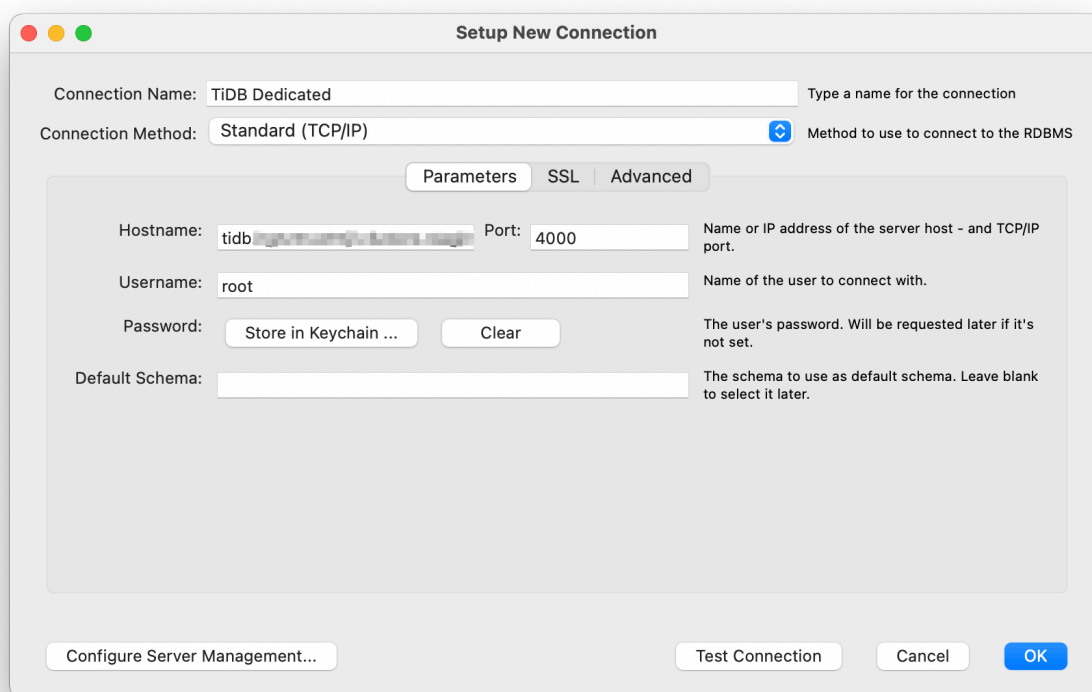 Setup New Connection
Connection Name: TiDB Dedicated Type a name for the connection
Connection Method: Standard (TCP/IP) Method to use to connect to the RDBMS
Parameters SSL Advanced
Hostname: tidb Port: 4000 Name or IP address of the server host - and TCP/IP
port.
Username: root Name of the user to connect with.
Password: Store in Keychain ... Clear The user's password. Will be requested later if it's
not set.
Default Schema: The schema to use as default schema. Leave blank
to select it later.
Configure Server Management... Test Connection Cancel OK